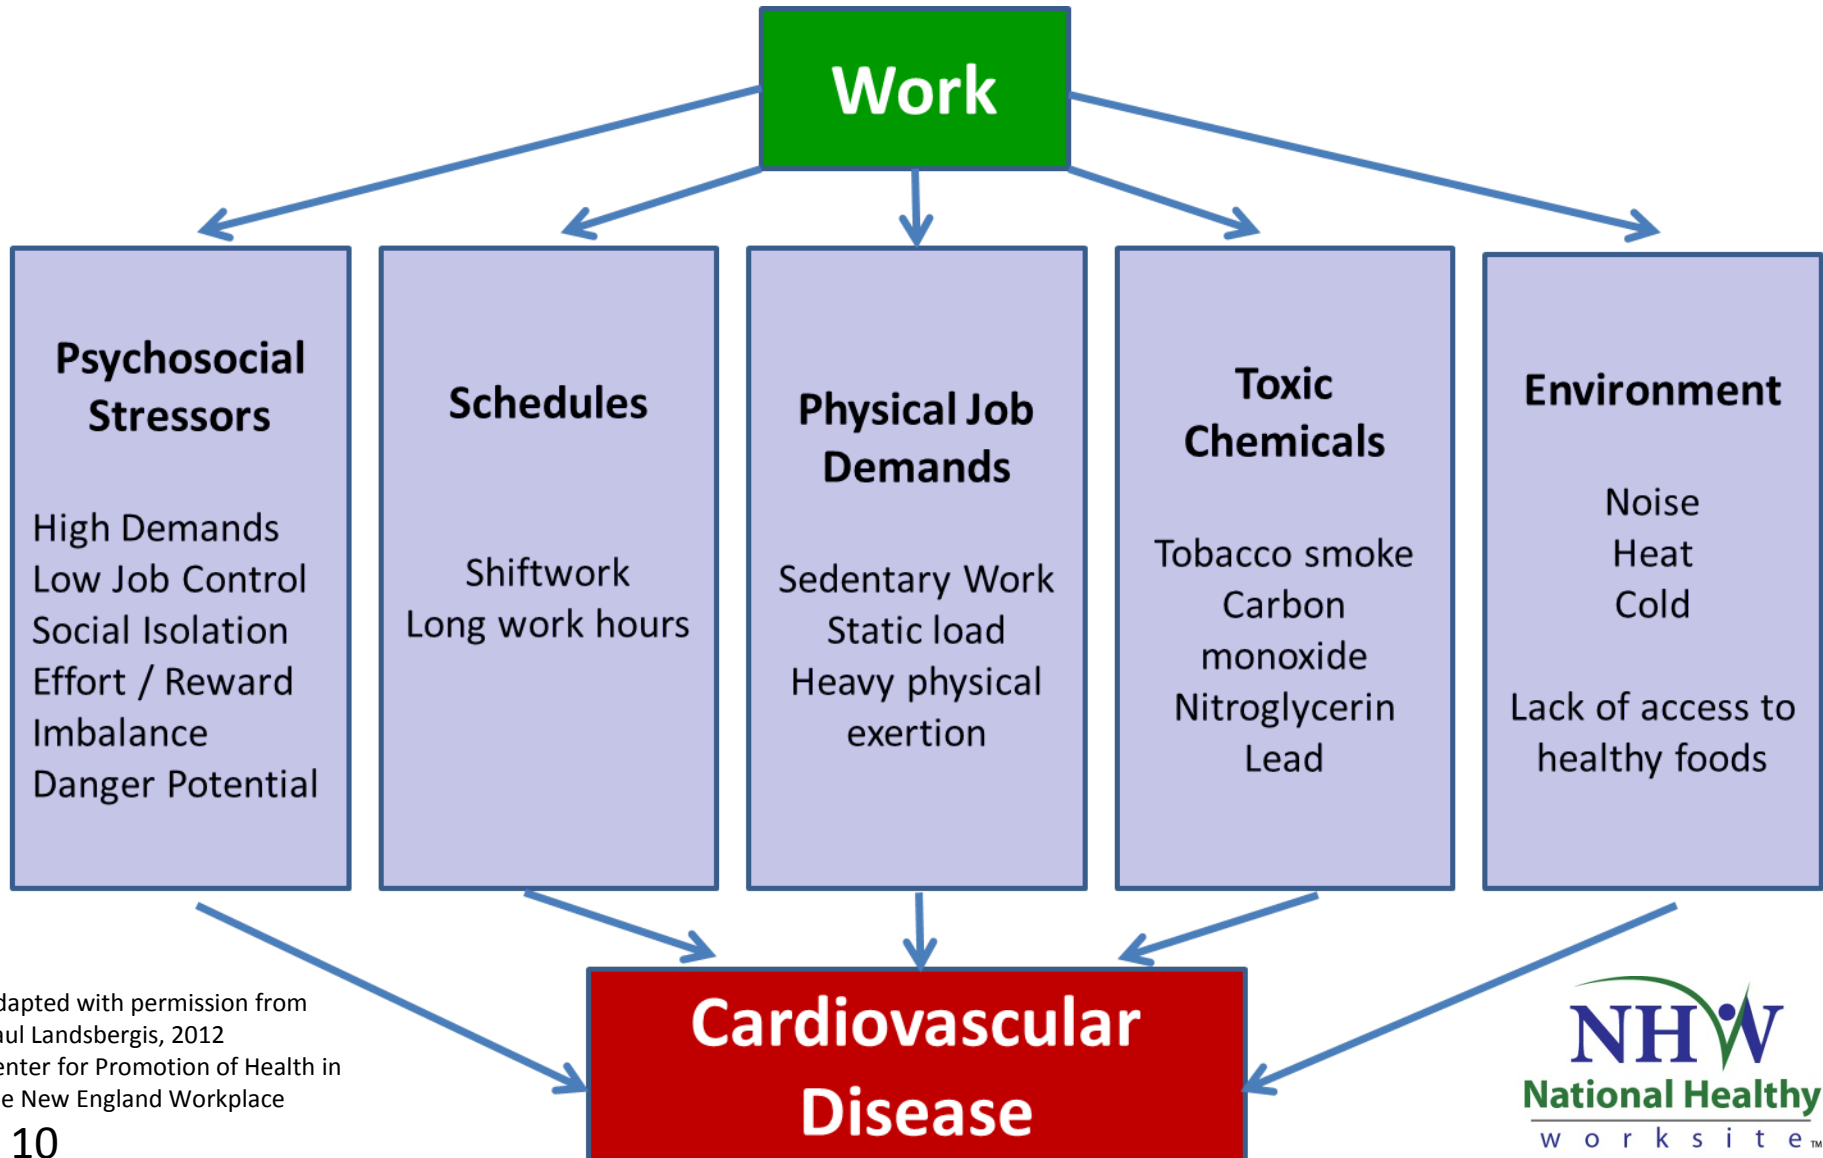 Work
Psychosocial
Stressors
High Demands
Low Job Control
Social Isolation
Effort / Reward
Imbalance
Danger Potential
Schedules
Shiftwork
Long work hours
Physical Job
Demands
Sedentary Work
Static load
Heavy physical
exertion
Toxic
Chemicals
Tobacco smoke
Carbon
monoxide
Nitroglycerin
Lead
Environment
Noise
Heat
Cold
Lack of access to
healthy foods
Cardiovascular
Disease
dapted with permission from
aul Landsbergis, 2012
enter for Promotion of Health in
e New England Workplace
10
NHW
National Healthy
worksite™